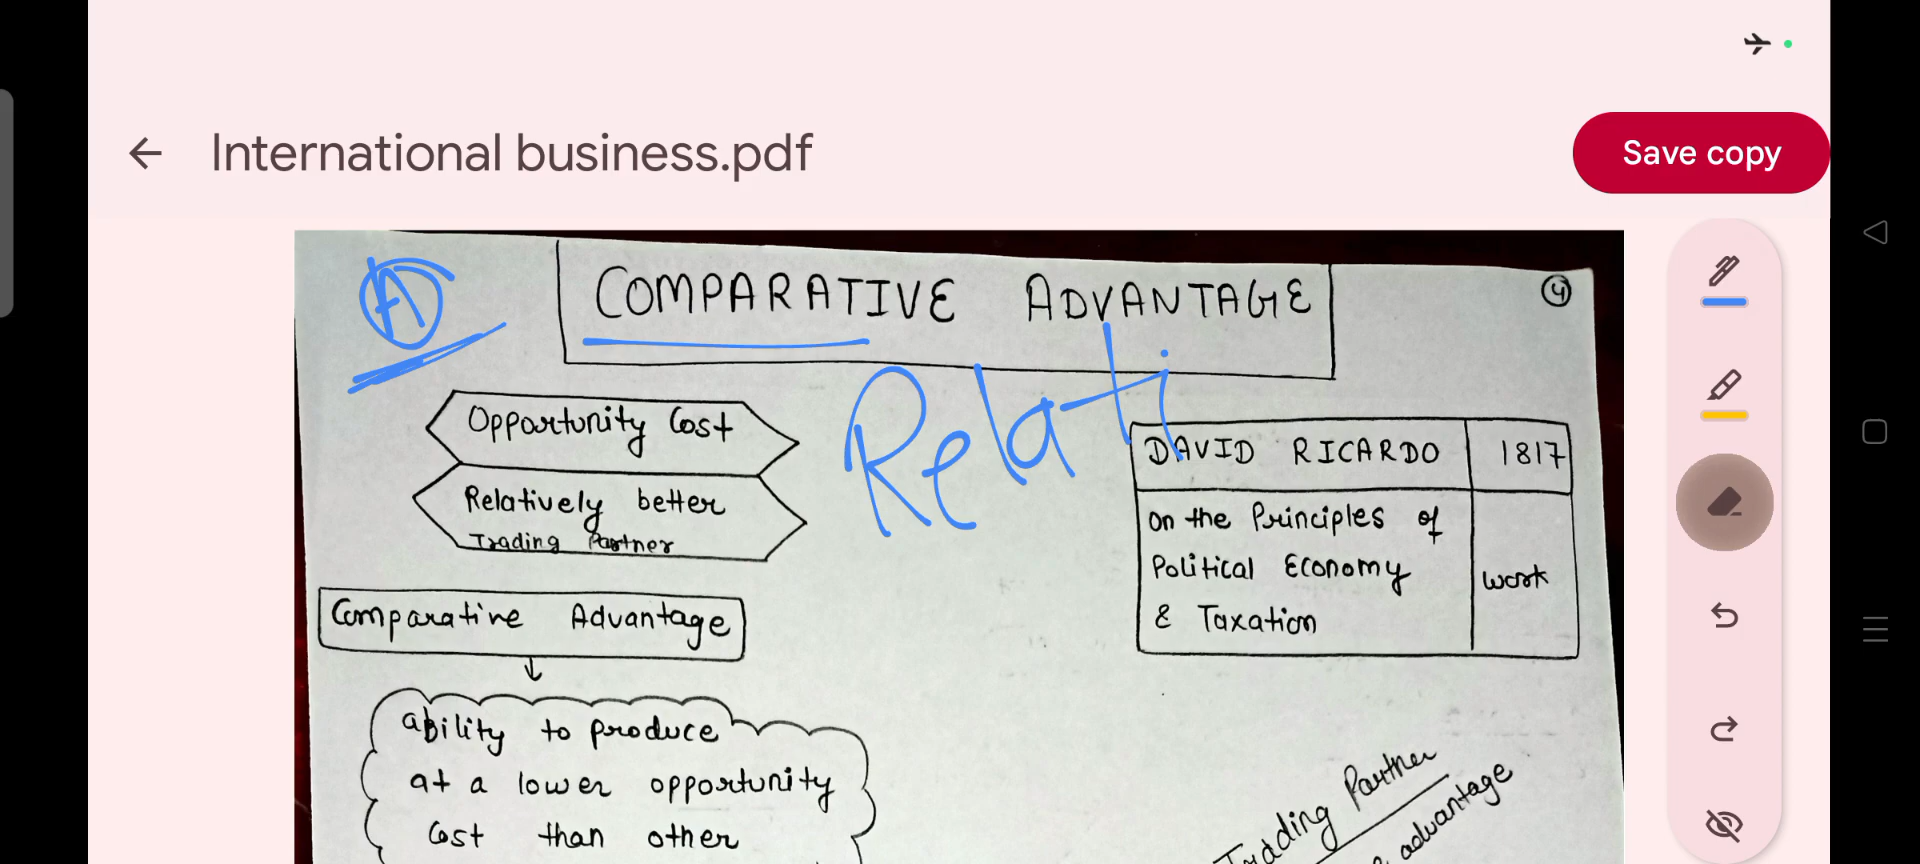 International business.pdf
Save copy
A
COMPARATIVE ADVANTAGE
4
Relati
Opportunity Cost
Relatively better
Trading Partner
DAVID RICARDO 1817
on the Principles of
Political Economy
& Taxation
work
Comparative Advantage
ability to produce
at a lower opportunity
Cost than other
Trading Partner
advantage